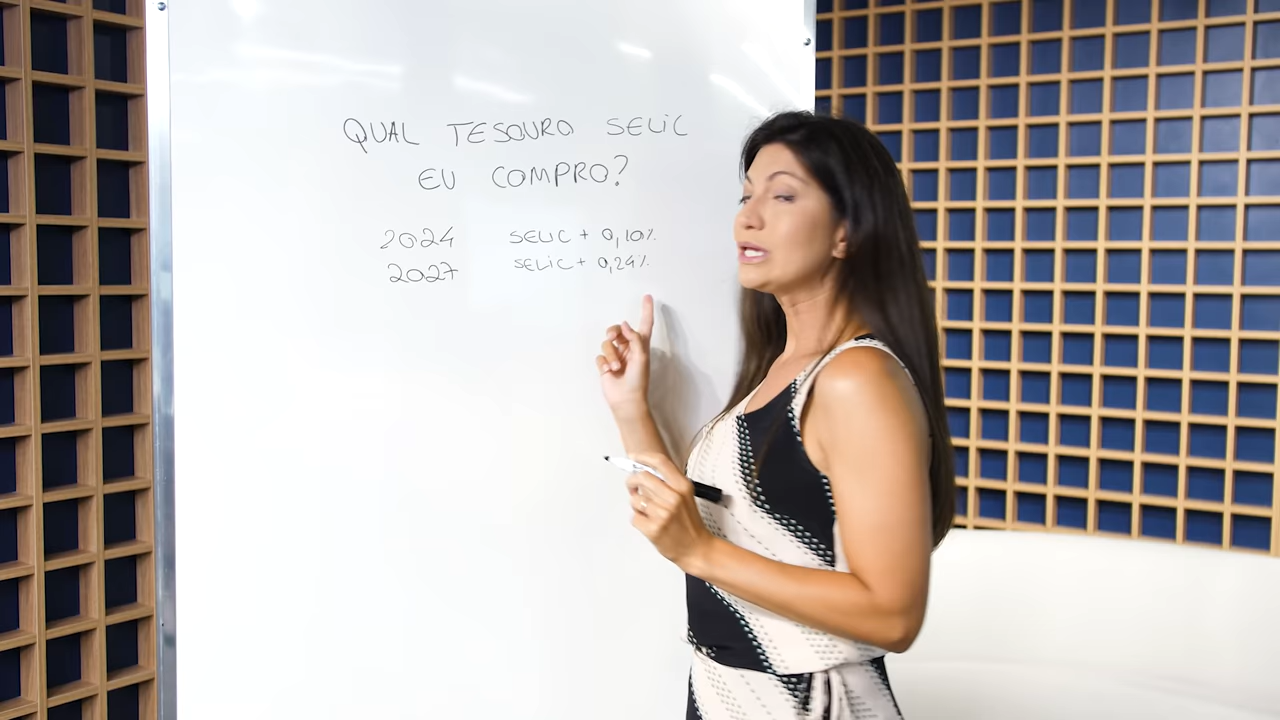 QUAL TESOURO SELIC
EU COMPRO?
2024 SELIC + 0,10%
2027 SELIC + 0,24%